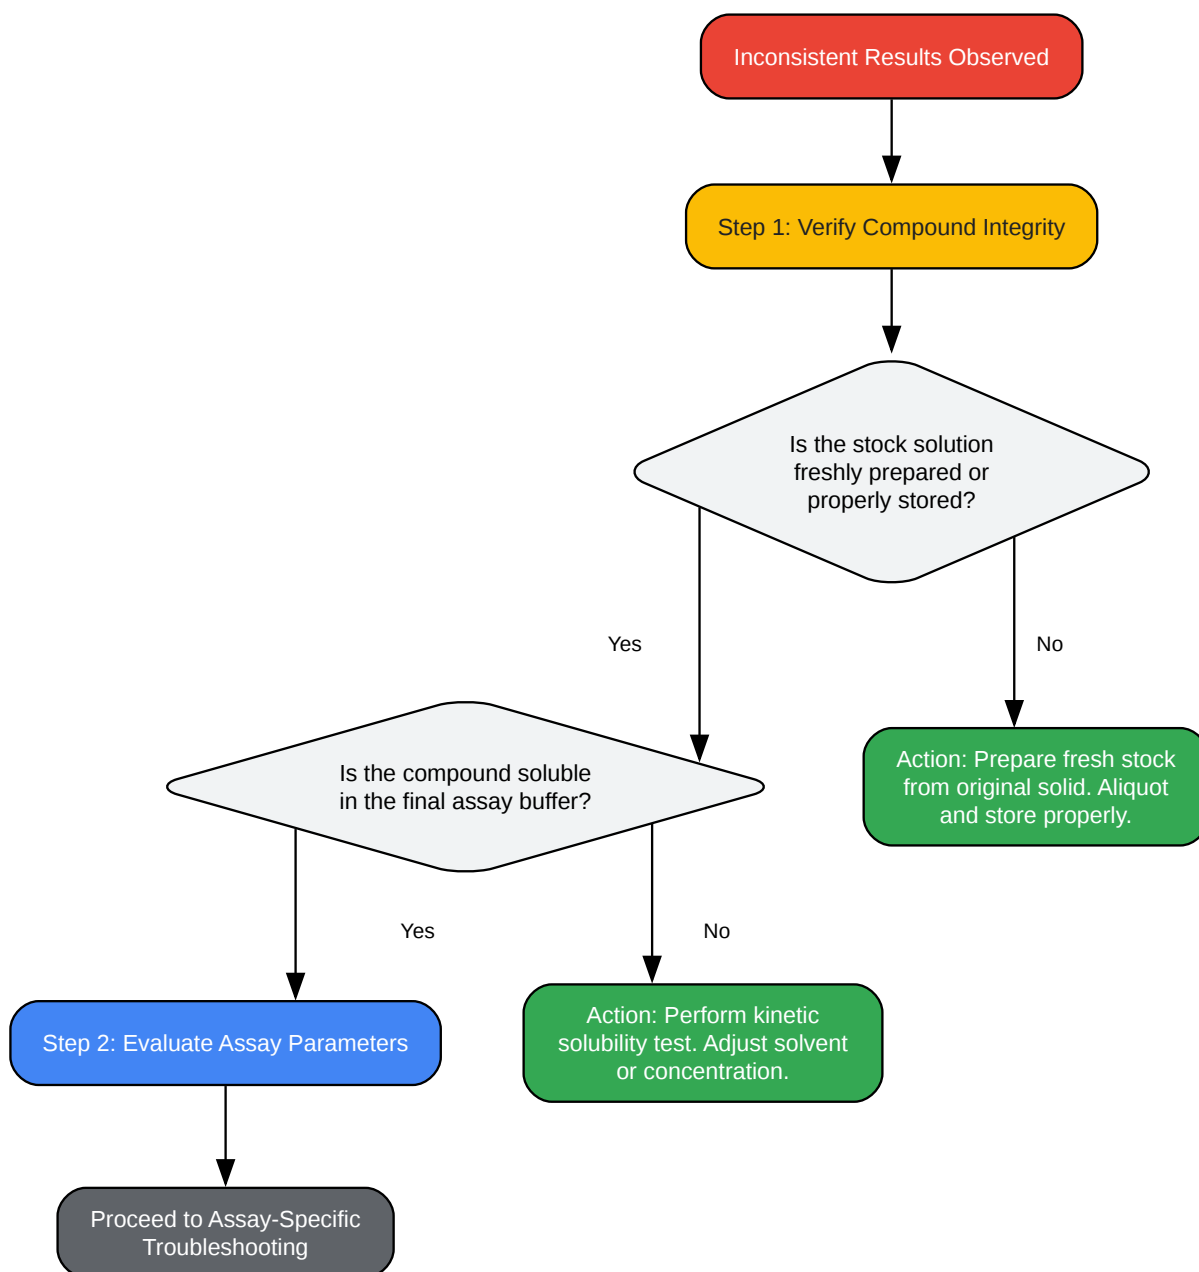 Inconsistent Results Observed
Step 1: Verify Compound Integrity
Is the stock solution
freshly prepared or
properly stored?
Yes
No
Action: Prepare fresh stock
from original solid. Aliquot
and store properly.
Is the compound soluble
in the final assay buffer?
Yes
No
Step 2: Evaluate Assay Parameters
Action: Perform kinetic
solubility test. Adjust solvent
or concentration.
Proceed to Assay-Specific
Troubleshooting